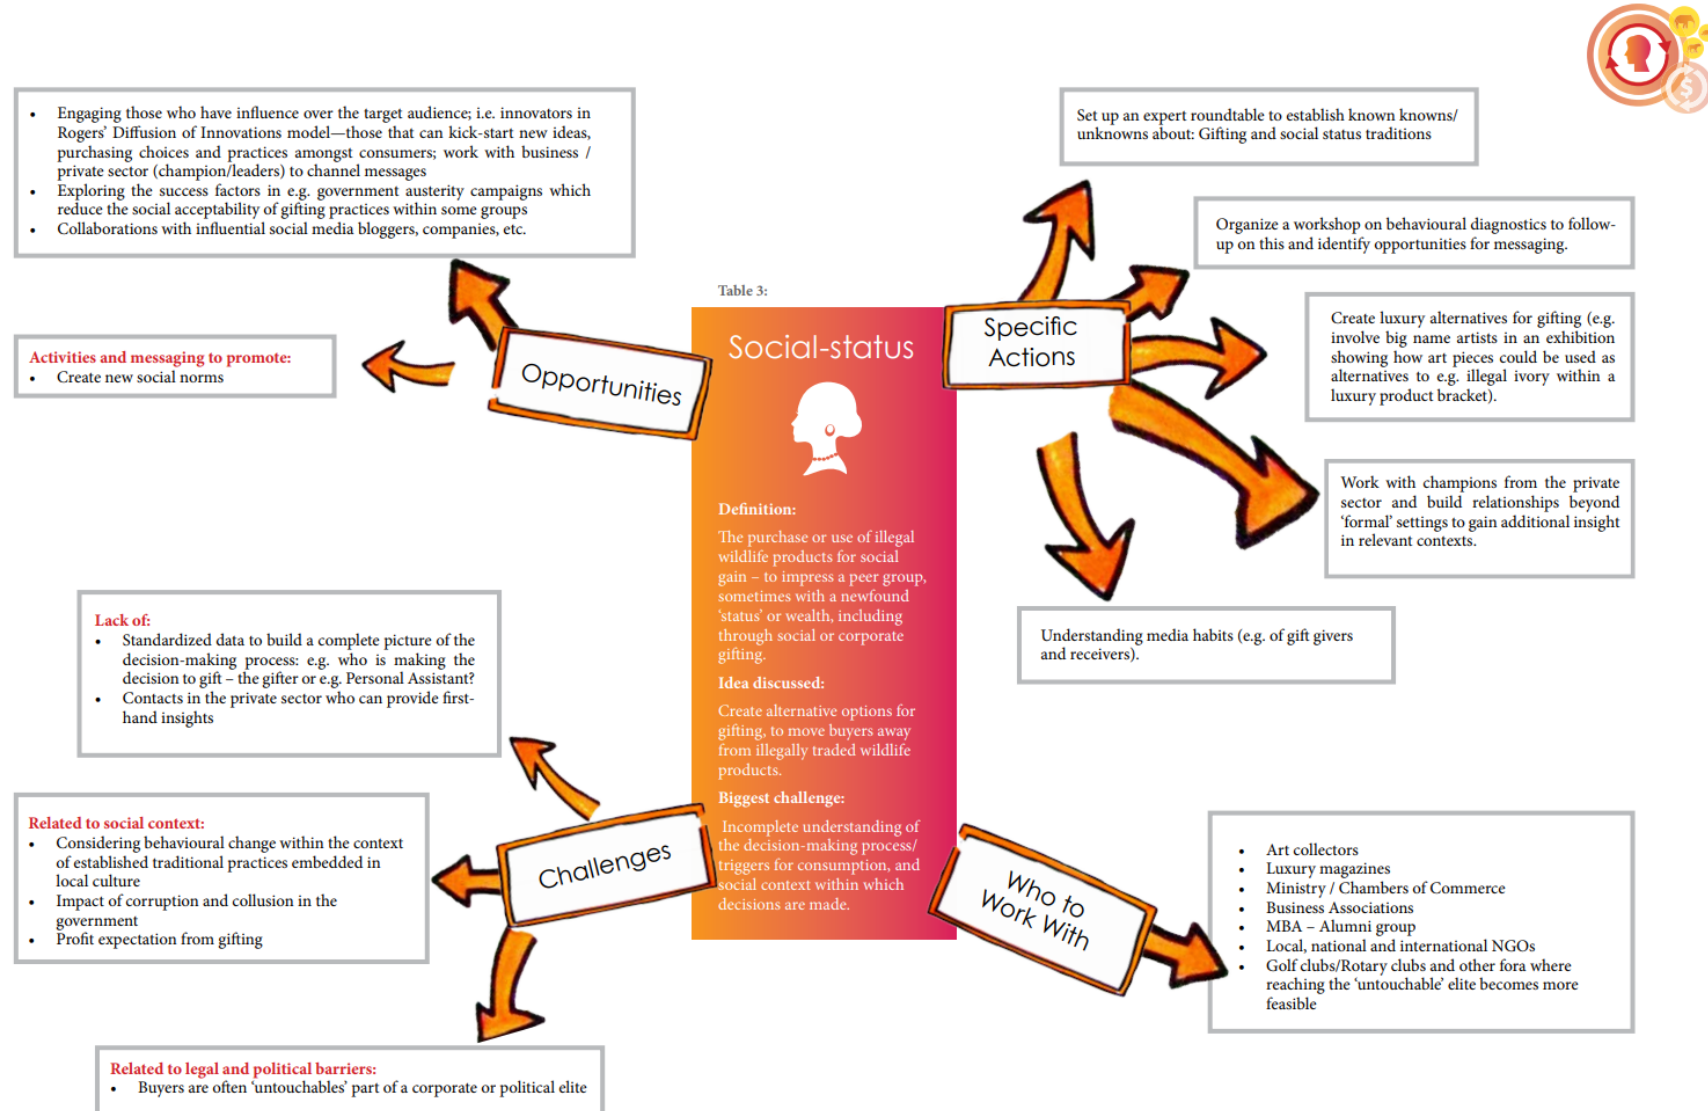 • Engaging those who have influence over the target audience; i.e. innovators in
Rogers' Diffusion of Innovations model—those that can kick-start new ideas,
purchasing choices and practices amongst consumers; work with business /
private sector (champion/leaders) to channel messages
• Exploring the success factors in e.g. government austerity campaigns which
reduce the social acceptability of gifting practices within some groups
• Collaborations with influential social media bloggers, companies, etc.
Activities and messaging to promote:
• Create new social norms
Opportunities
Table 3:
Social-status
Definition:
The purchase or use of illegal
wildlife products for social
gain – to impress a peer group,
sometimes with a newfound
'status' or wealth, including
through social or corporate
gifting.
Idea discussed:
Create alternative options for
gifting, to move buyers away
from illegally traded wildlife
products.
Biggest challenge:
Incomplete understanding of
the decision-making process/
triggers for consumption, and
social context within which
decisions are made.
Specific
Actions
Set up an expert roundtable to establish known knowns/
unknowns about: Gifting and social status traditions
Organize a workshop on behavioural diagnostics to follow-
up on this and identify opportunities for messaging.
Create luxury alternatives for gifting (e.g.
involve big name artists in an exhibition
showing how art pieces could be used as
alternatives to e.g. illegal ivory within a
luxury product bracket).
Work with champions from the private
sector and build relationships beyond
'formal' settings to gain additional insight
in relevant contexts.
Understanding media habits (e.g. of gift givers
and receivers).
Lack of:
• Standardized data to build a complete picture of the
decision-making process: e.g. who is making the
decision to gift – the gifter or e.g. Personal Assistant?
• Contacts in the private sector who can provide first-
hand insights
Related to social context:
• Considering behavioural change within the context
of established traditional practices embedded in
local culture
• Impact of corruption and collusion in the
government
• Profit expectation from gifting
Challenges
Related to legal and political barriers:
• Buyers are often 'untouchables' part of a corporate or political elite
Who to
Work With
• Art collectors
• Luxury magazines
• Ministry / Chambers of Commerce
• Business Associations
• MBA – Alumni group
• Local, national and international NGOs
• Golf clubs/Rotary clubs and other fora where
reaching the 'untouchable' elite becomes more
feasible
$